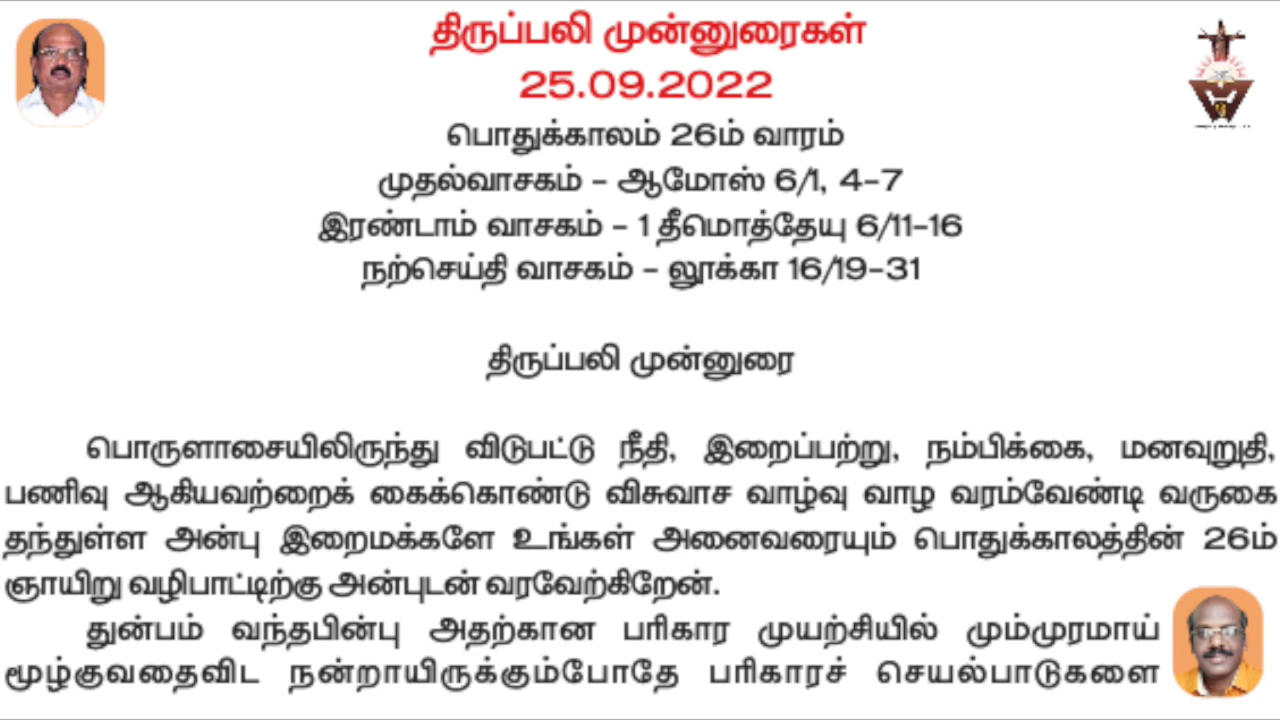 திருப்பலி முன்னுரைகள்
25.09.2022
பொதுக்காலம் 26ம் வாரம்
முதல்வாசகம் - ஆமோஸ் 6/1, 4-7
இரண்டாம் வாசகம் - 1 தீமொத்தேயு 6/11-16
நற்செய்தி வாசகம் - லூக்கா 16/19-31
திருப்பலி முன்னுரை
பொருளாசையிலிருந்து விடுபட்டு நீதி, இறைப்பற்று, நம்பிக்கை, மனவுறுதி,
பணிவு ஆகியவற்றைக் கைக்கொண்டு விசுவாச வாழ்வு வாழ வரம்வேண்டி வருகை
தந்துள்ள அன்பு இறைமக்களே உங்கள் அனைவரையும் பொதுக்காலத்தின் 26ம்
ஞாயிறு வழிபாட்டிற்கு அன்புடன் வரவேற்கிறேன்.
துன்பம் வந்தபின்பு அதற்கான பரிகார முயற்சியில் மும்முரமாய்
மூழ்குவதைவிட நன்றாயிருக்கும்போதே பரிகாரச் செயல்பாடுகளை